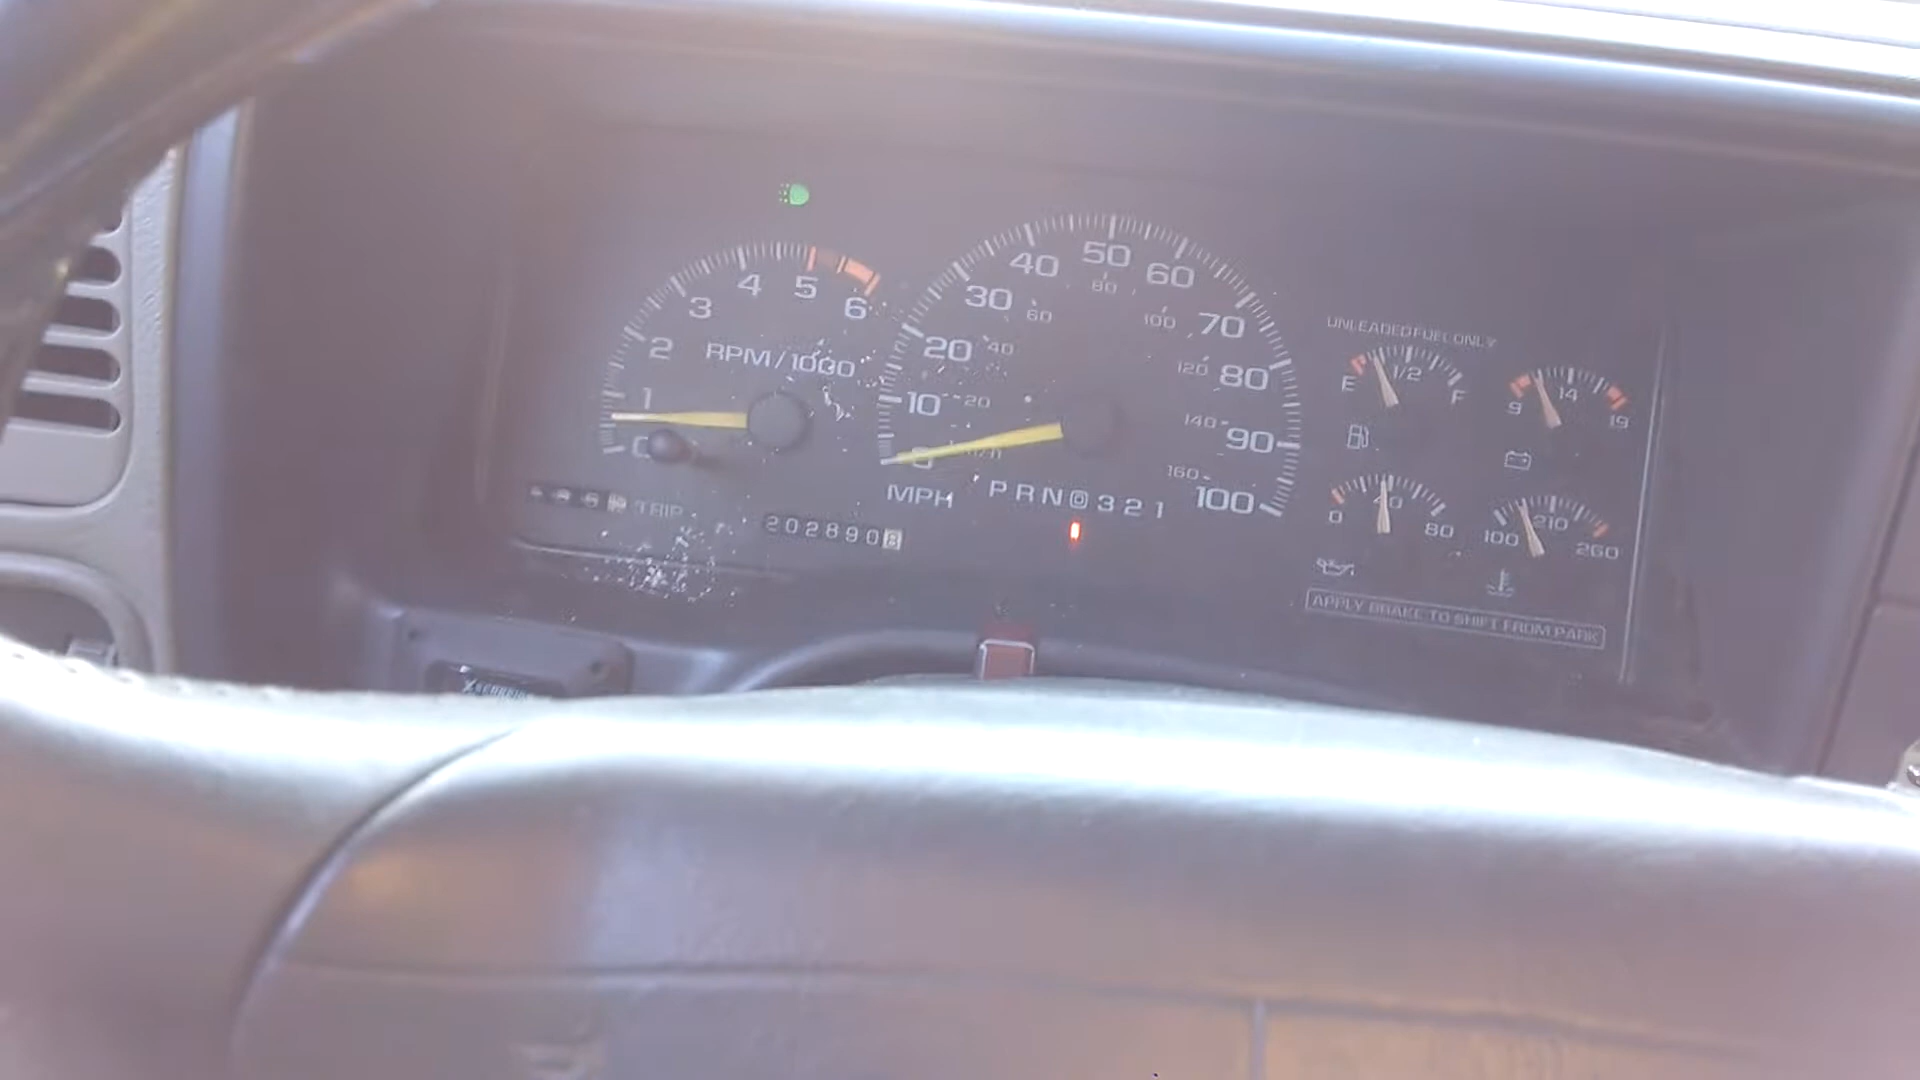 0 1 2 3 4 5 6
RPM/1000
TRIP
2028908
10 20 30 40 50 60 70 80 90 100
20 40 60 80 100 120 140 160
MPH
PRND321
UNLEADED FUEL ONLY
E 1/2 F
9 14 19
0 40 80
100 210 260
APPLY BRAKE TO SHIFT FROM PARK